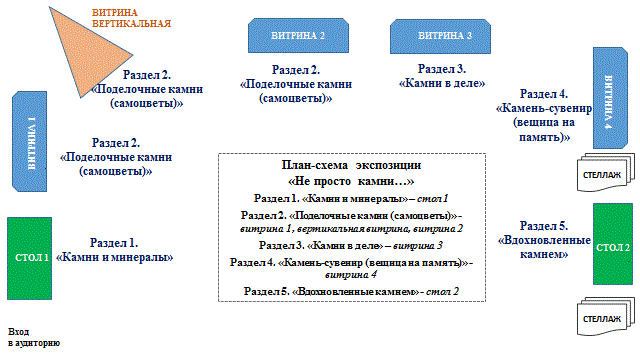 ВИТРИНА
ВЕРТИКАЛЬНАЯ
ВИТРИНА 2
ВИТРИНА 3
Раздел 2.
«Поделочные камни
(самоцветы)»
Раздел 2.
«Поделочные камни
(самоцветы)»
Раздел 3.
«Камни в деле»
Раздел 4.
«Камень-сувенир
(вещица на
память)»
ВИТРИНА 4
ВИТРИНА 1
Раздел 2.
«Поделочные камни
(самоцветы)»
СТЕЛЛАЖ
План-схема экспозиции
«Не просто камни…»
Раздел 1. «Камни и минералы» – стол 1
Раздел 2. «Поделочные камни (самоцветы)» -
витрина 1, вертикальная витрина, витрина 2
Раздел 3. «Камни в деле» – витрина 3
Раздел 4. «Камень-сувенир (вещица на память)» -
витрина 4
Раздел 5. «Вдохновленные камнем» - стол 2
СТОЛ 1
Раздел 1.
«Камни и минералы»
Раздел 5.
«Вдохновленные
камнем»
СТОЛ 2
СТЕЛЛАЖ
Вход
в аудиторию